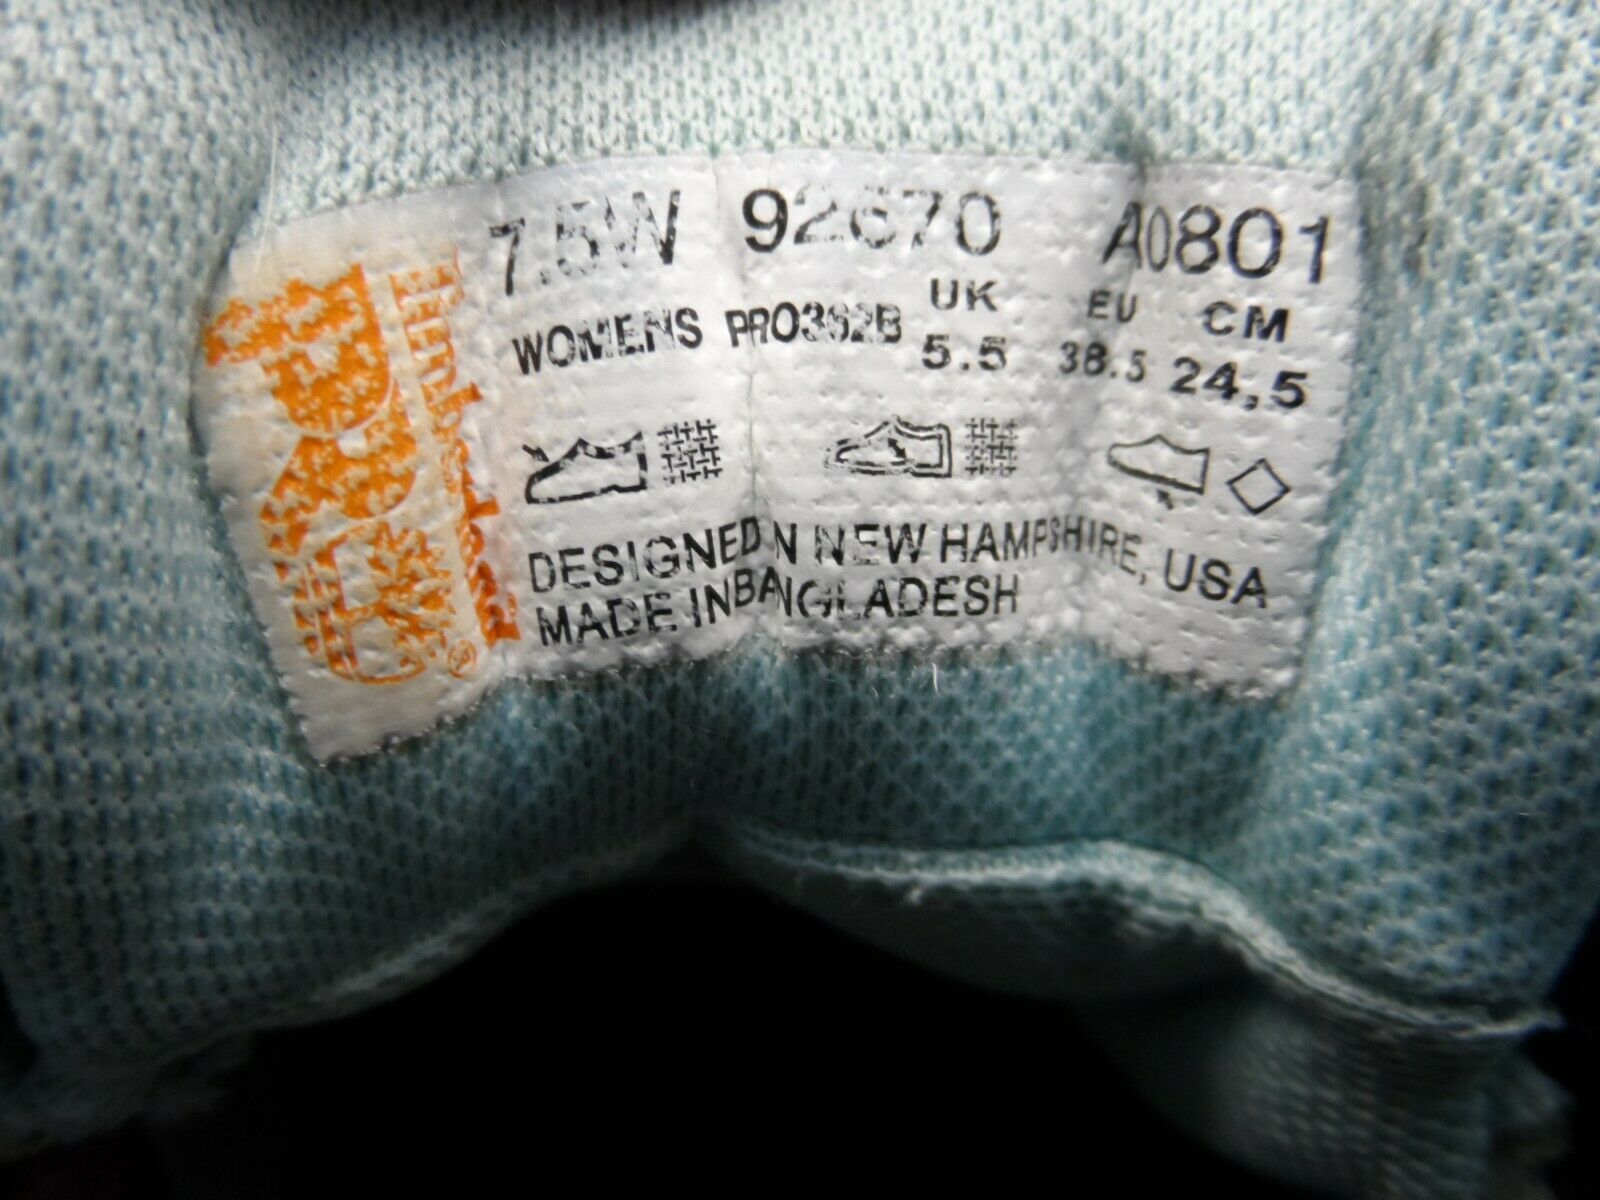 PRO®
Timberland
7.5W 92670 A0801
WOMENS PRO362B UK EU CM
5.5 38.5 24,5
DESIGNED IN NEW HAMPSHIRE, USA
MADE IN BANGLADESH